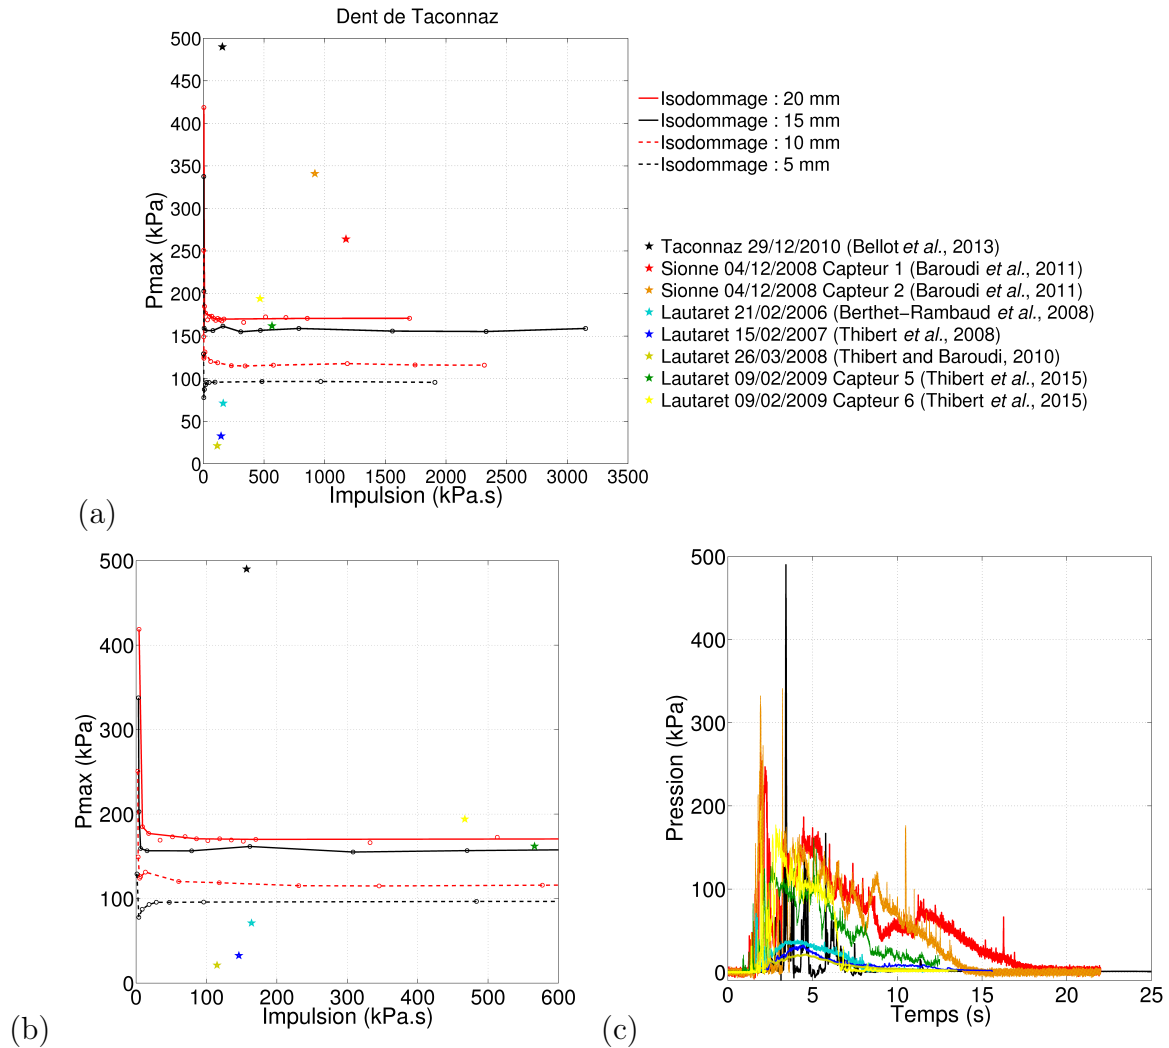 Dent de Taconnaz
500
450
400
350
300
250
200
150
100
50
0
Pmax (kPa)
0 500 1000 1500 2000 2500 3000 3500
Impulsion (kPa.s)
Isodommage : 20 mm
Isodommage : 15 mm
Isodommage : 10 mm
Isodommage : 5 mm
Taconnaz 29/12/2010 (Bellot et al., 2013)
Sionne 04/12/2008 Capteur 1 (Baroudi et al., 2011)
Sionne 04/12/2008 Capteur 2 (Baroudi et al., 2011)
Lautaret 21/02/2006 (Berthet−Rambaud et al., 2008)
Lautaret 15/02/2007 (Thibert et al., 2008)
Lautaret 26/03/2008 (Thibert and Baroudi, 2010)
Lautaret 09/02/2009 Capteur 5 (Thibert et al., 2015)
Lautaret 09/02/2009 Capteur 6 (Thibert et al., 2015)
(a)
500
400
300
200
100
0
Pmax (kPa)
0 100 200 300 400 500 600
Impulsion (kPa.s)
(b)
500
400
300
200
100
0
Pression (kPa)
0 5 10 15 20 25
Temps (s)
(c)